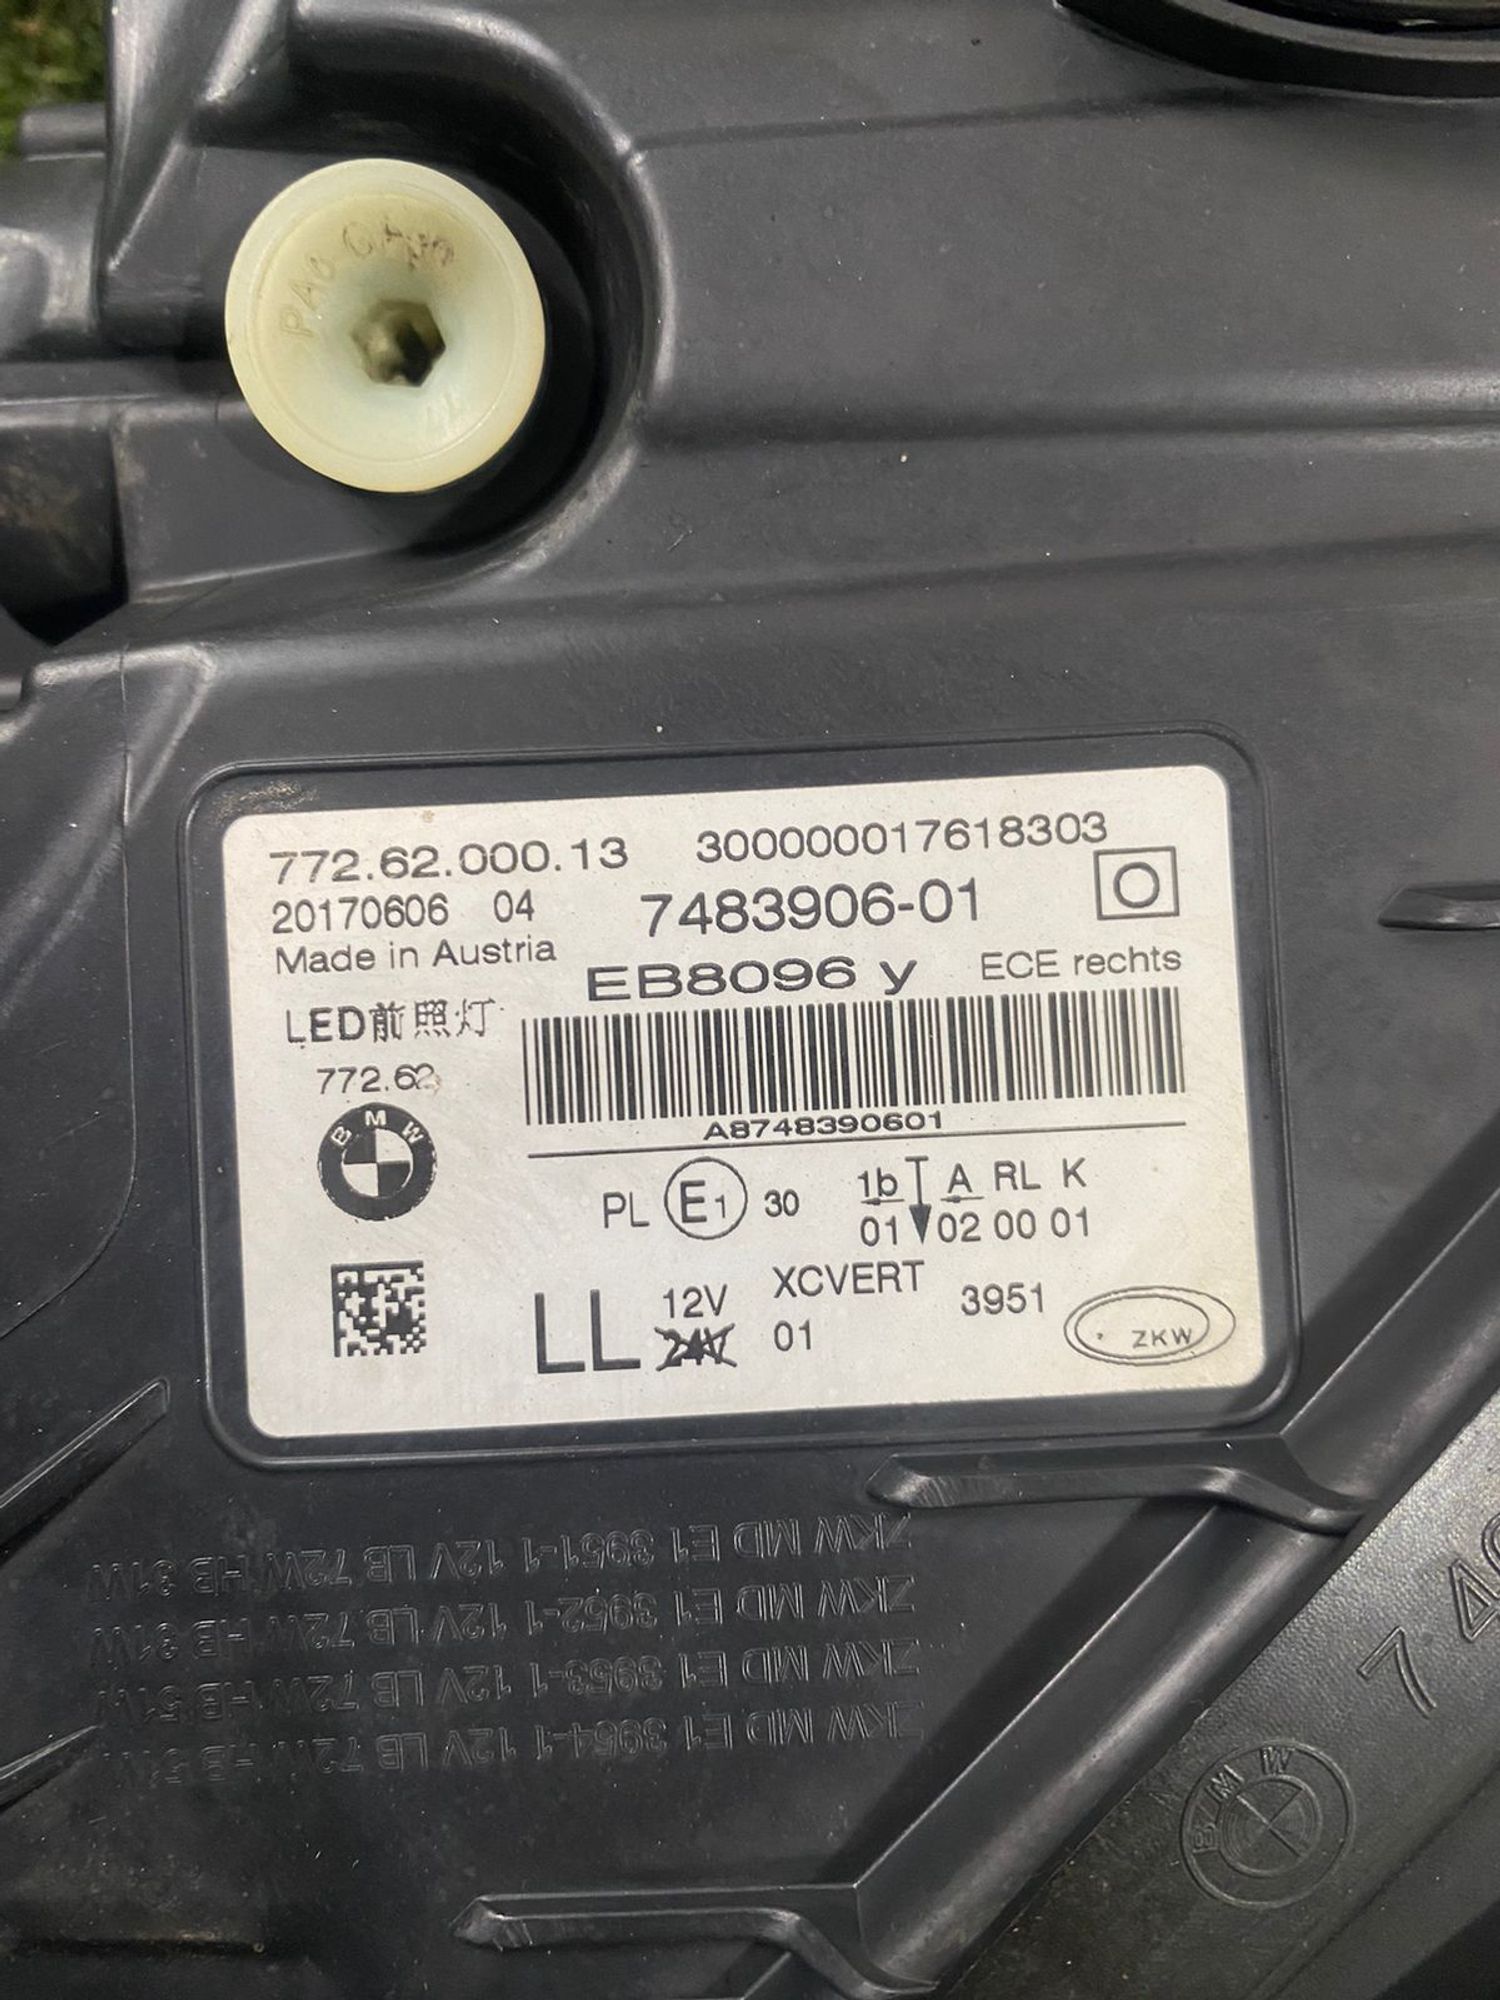 772.62.000.13 300000017618303
20170606 04 7483906-01
Made in Austria
EB8096 y ECE rechts
LED前照灯
772.62
BMW
A8748390601
PL E1 30 1b A RL K
01 02 00 01
LL 12V XCVERT 3951
24V 01
ZKW
ZKW MD E1 3951-1 12V LB 72W HB 31W
ZKW MD E1 3952-1 12V LB 72W HB 31W
ZKW MD E1 3953-1 12V LB 72W HB 51W
ZKW MD E1 3954-1 12V LB 72W HB 51W
BMW